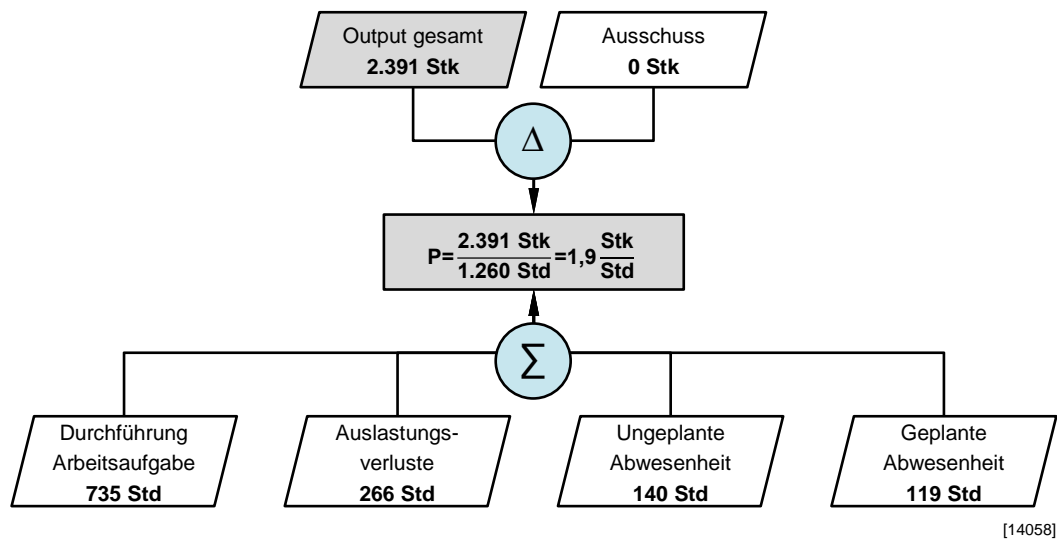 Output gesamt
2.391 Stk
Ausschuss
0 Stk
Δ
P=2.391 Stk/1.260 Std=1,9 Stk/Std
Σ
Durchführung
Arbeitsaufgabe
735 Std
Auslastungs-
verluste
266 Std
Ungeplante
Abwesenheit
140 Std
Geplante
Abwesenheit
119 Std
[14058]